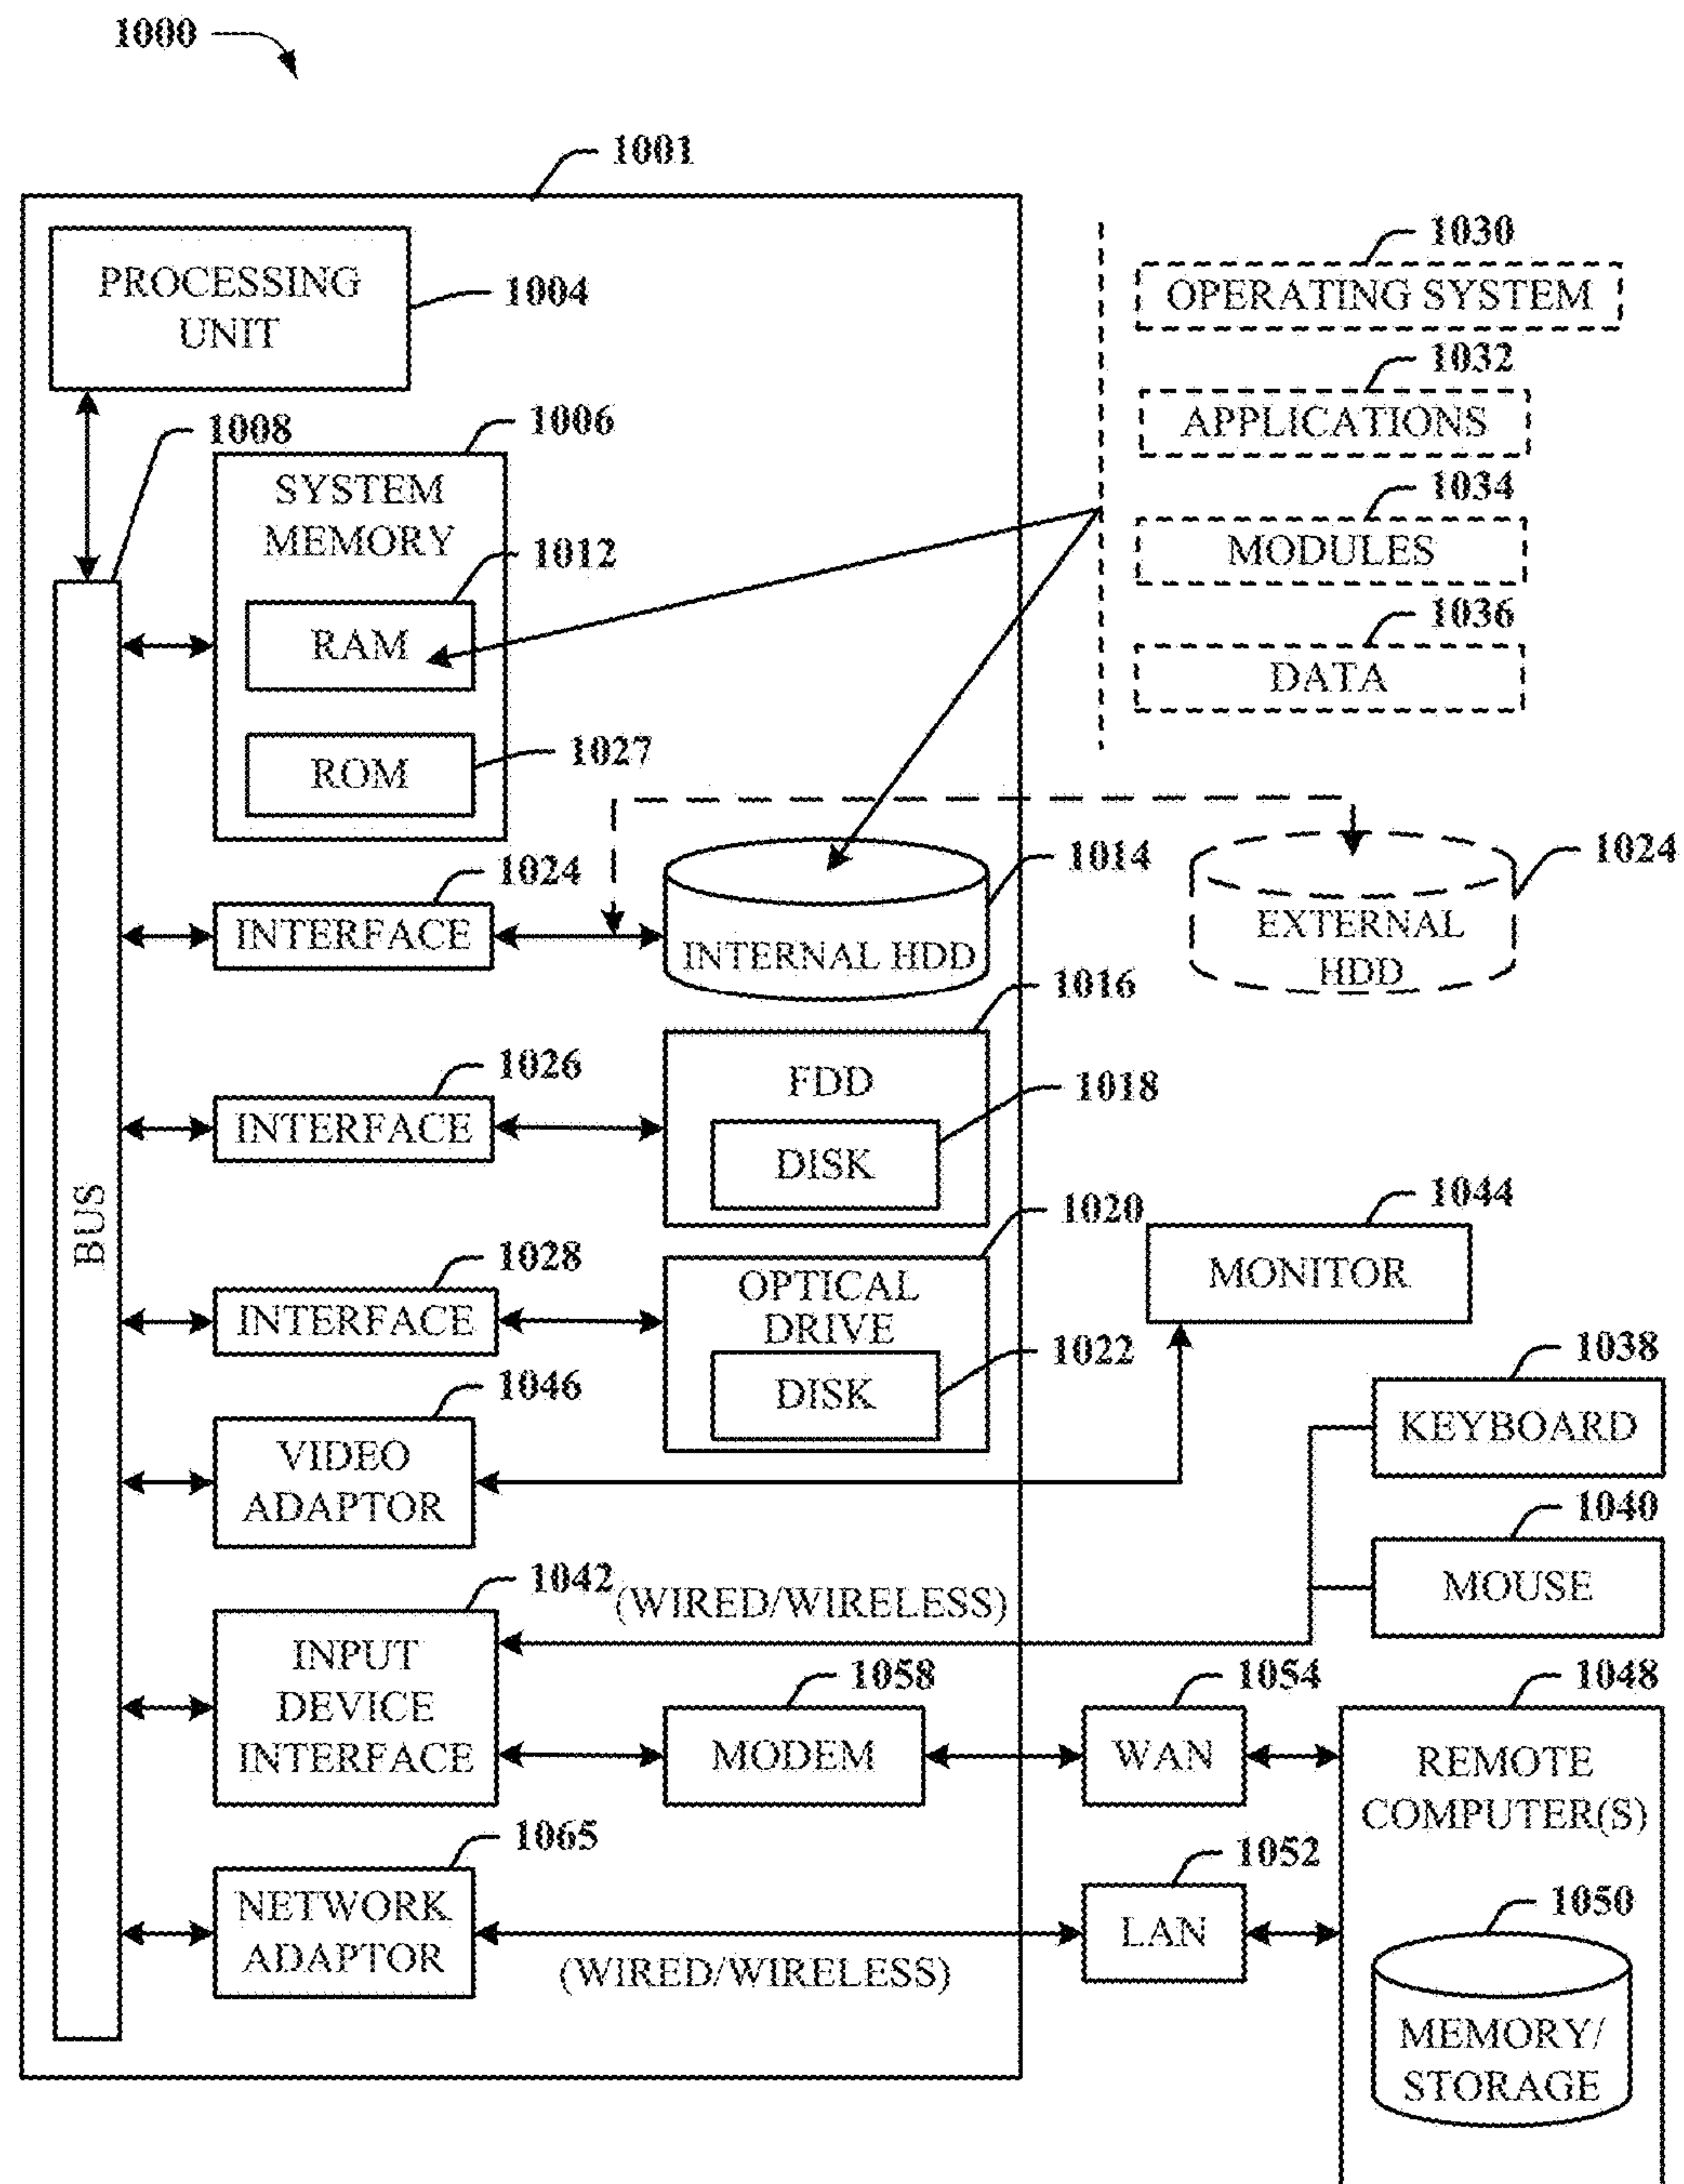 1000
1001
PROCESSING
UNIT
1004
1030
OPERATING SYSTEM
1032
APPLICATIONS
1034
MODULES
1036
DATA
1008
1006
SYSTEM
MEMORY
1012
RAM
ROM
1027
BUS
1024
INTERFACE
1014
INTERNAL HDD
1024
EXTERNAL
HDD
1016
1026
INTERFACE
FDD
1018
DISK
1020
1028
INTERFACE
OPTICAL
DRIVE
1022
DISK
1044
MONITOR
1046
VIDEO
ADAPTOR
1038
KEYBOARD
1040
MOUSE
1042
(WIRED/WIRELESS)
INPUT
DEVICE
INTERFACE
1058
MODEM
1054
WAN
1048
REMOTE
COMPUTER(S)
1065
NETWORK
ADAPTOR
(WIRED/WIRELESS)
1052
LAN
1050
MEMORY/
STORAGE